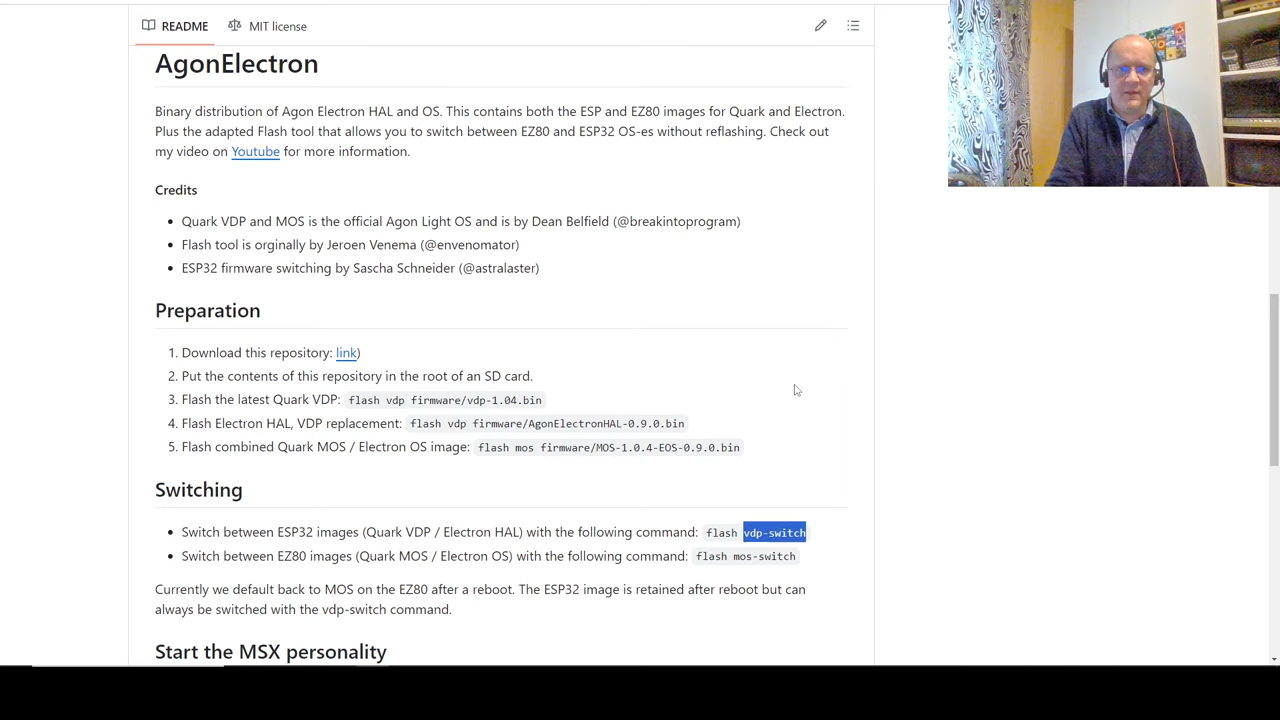 README
MIT license
AgonElectron
Binary distribution of Agon Electron HAL and OS. This contains both the ESP and EZ80 images for Quark and Electron.
Plus the adapted Flash tool that allows you to switch between EZ80 and ESP32 OS-es without reflashing. Check out
my video on Youtube for more information.
Credits
• Quark VDP and MOS is the official Agon Light OS and is by Dean Belfield (@breakintoprogram)
• Flash tool is orginally by Jeroen Venema (@envenomator)
• ESP32 firmware switching by Sascha Schneider (@astralaster)
Preparation
1. Download this repository: link)
2. Put the contents of this repository in the root of an SD card.
3. Flash the latest Quark VDP: flash vdp firmware/vdp-1.04.bin
4. Flash Electron HAL, VDP replacement: flash vdp firmware/AgonElectronHAL-0.9.0.bin
5. Flash combined Quark MOS / Electron OS image: flash mos firmware/MOS-1.0.4-EOS-0.9.0.bin
Switching
• Switch between ESP32 images (Quark VDP / Electron HAL) with the following command: flash vdp-switch
• Switch between EZ80 images (Quark MOS / Electron OS) with the following command: flash mos-switch
Currently we default back to MOS on the EZ80 after a reboot. The ESP32 image is retained after reboot but can
always be switched with the vdp-switch command.
Start the MSX personality